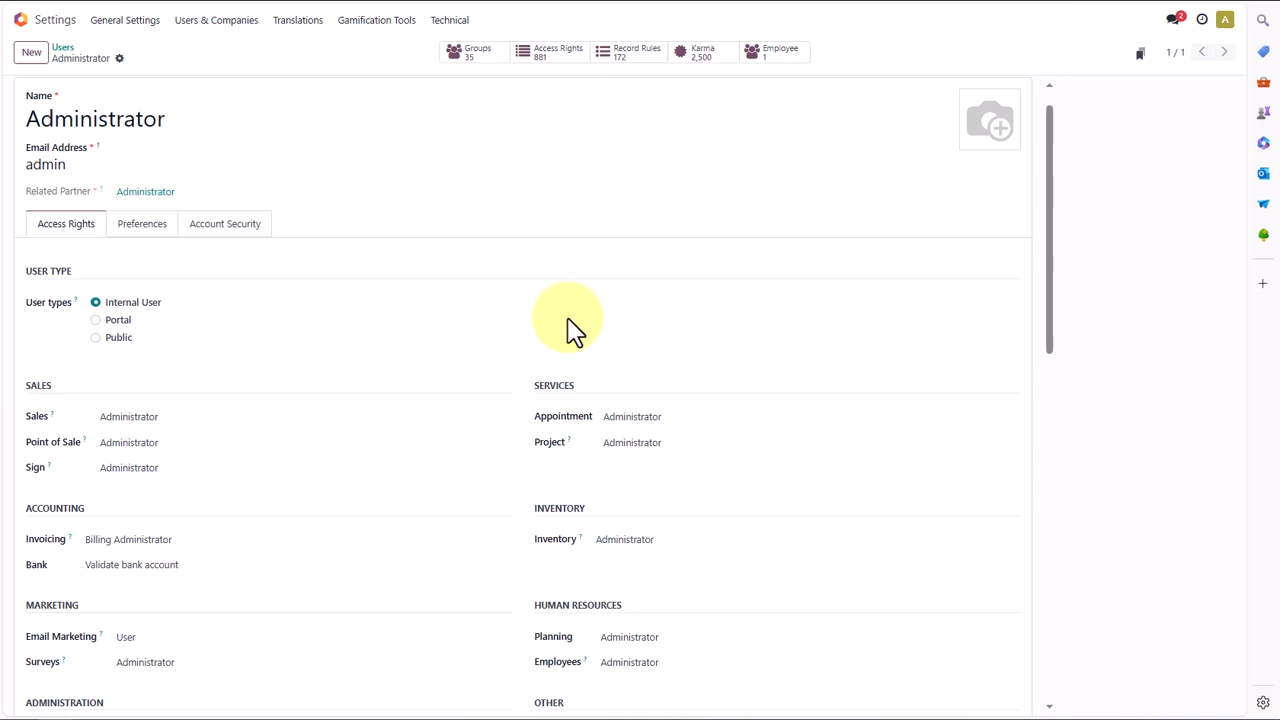 Settings General Settings Users & Companies Translations Gamification Tools Technical 2 A
New Users Groups Access Rights Record Rules Karma Employee 1 / 1
Administrator 35 881 172 2,500 1
Name *
Administrator
Email Address * ?
admin
Related Partner * ? Administrator
Access Rights Preferences Account Security
USER TYPE
User types ? Internal User
Portal
Public
SALES SERVICES
Sales ? Administrator Appointment Administrator
Point of Sale ? Administrator Project ? Administrator
Sign ? Administrator
ACCOUNTING INVENTORY
Invoicing ? Billing Administrator Inventory ? Administrator
Bank Validate bank account
MARKETING HUMAN RESOURCES
Email Marketing ? User Planning Administrator
Surveys ? Administrator Employees ? Administrator
ADMINISTRATION OTHER